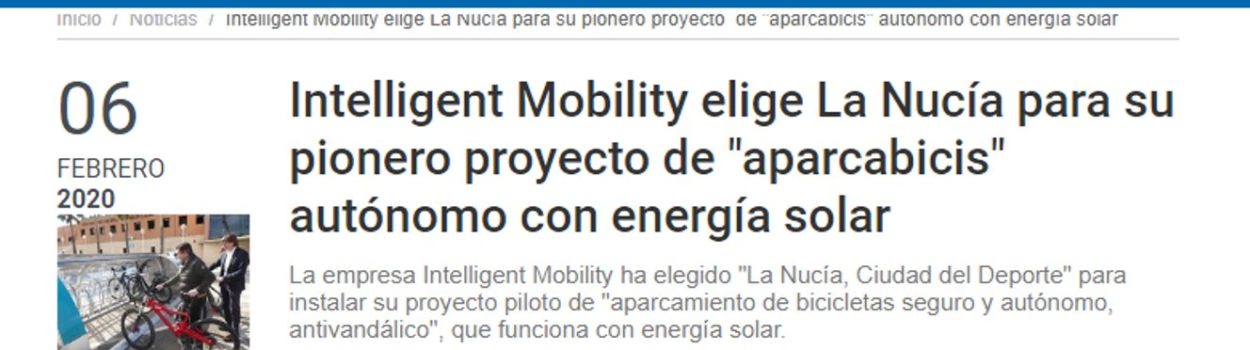 Inicio / Noticias / Intelligent Mobility elige La Nucía para su pionero proyecto de "aparcabicis" autónomo con energía solar
06
FEBRERO
2020
Intelligent Mobility elige La Nucía para su
pionero proyecto de "aparcabicis"
autónomo con energía solar
La empresa Intelligent Mobility ha elegido "La Nucía, Ciudad del Deporte" para
instalar su proyecto piloto de "aparcamiento de bicicletas seguro y autónomo,
antivandálico", que funciona con energía solar.